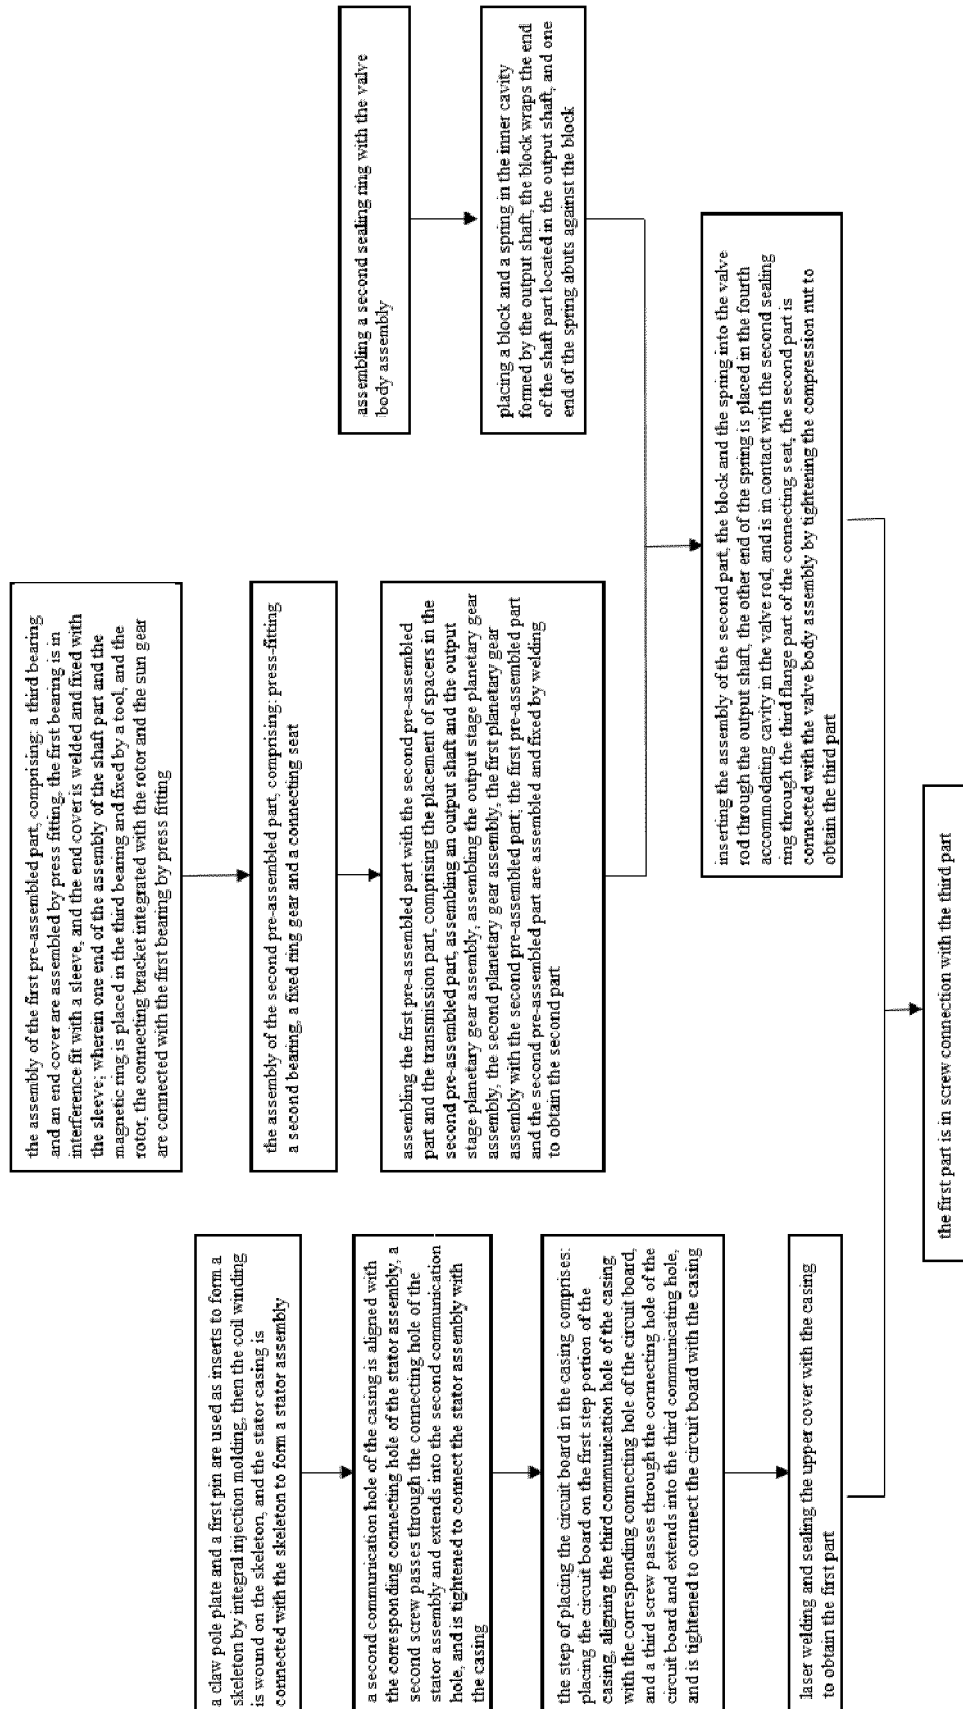 a claw pole plate and a first pin are used as inserts to form a
skeleton by integral injection molding, then the coil winding
is wound on the skeleton, and the stator casing is
connected with the skeleton to form a stator assembly
a second communication hole of the casing is aligned with
the corresponding connecting hole of the stator assembly, a
second screw passes through the connecting hole of the
stator assembly and extends into the second communication
hole, and is tightened to connect the stator assembly with
the casing
the step of placing the circuit board in the casing comprises:
placing the circuit board on the first step portion of the
casing, aligning the third communication hole of the casing,
with the corresponding connecting hole of the circuit board,
and a third screw passes through the connecting hole of the
circuit board and extends into the third communicating hole,
and is tightened to connect the circuit board with the casing
laser welding and sealing the upper cover with the casing
to obtain the first part
the assembly of the first pre-assembled part, comprising: a third bearing
and an end cover are assembled by press fitting, the first bearing is in
interference fit with a sleeve, and the end cover is welded and fixed with
the sleeve; wherein one end of the assembly of the shaft part and the
magnetic ring is placed in the third bearing and fixed by a tool, and the
rotor, the connecting bracket integrated with the rotor and the sun gear
are connected with the first bearing by press fitting
the assembly of the second pre-assembled part, comprising: press-fitting
a second bearing, a fixed ring gear and a connecting seat
assembling the first pre-assembled part with the second pre-assembled
part and the transmission part, comprising the placement of spacers in the
second pre-assembled part, assembling an output shaft and the output
stage planetary gear assembly, assembling the output stage planetary gear
assembly, the second planetary gear assembly, the first planetary gear
assembly with the second pre-assembled part; the first pre-assembled part
and the second pre-assembled part are assembled and fixed by welding
to obtain the second part
assembling a second sealing ring with the valve
body assembly
placing a block and a spring in the inner cavity
formed by the output shaft, the block wraps the end
of the shaft part located in the output shaft, and one
end of the spring abuts against the block
inserting the assembly of the second part, the block and the spring into the valve
rod through the output shaft, the other end of the spring is placed in the fourth
accommodating cavity in the valve rod, and is in contact with the second sealing
ring through the third flange part of the connecting seat, the second part is
connected with the valve body assembly by tightening the compression nut to
obtain the third part
the first part is in screw connection with the third part